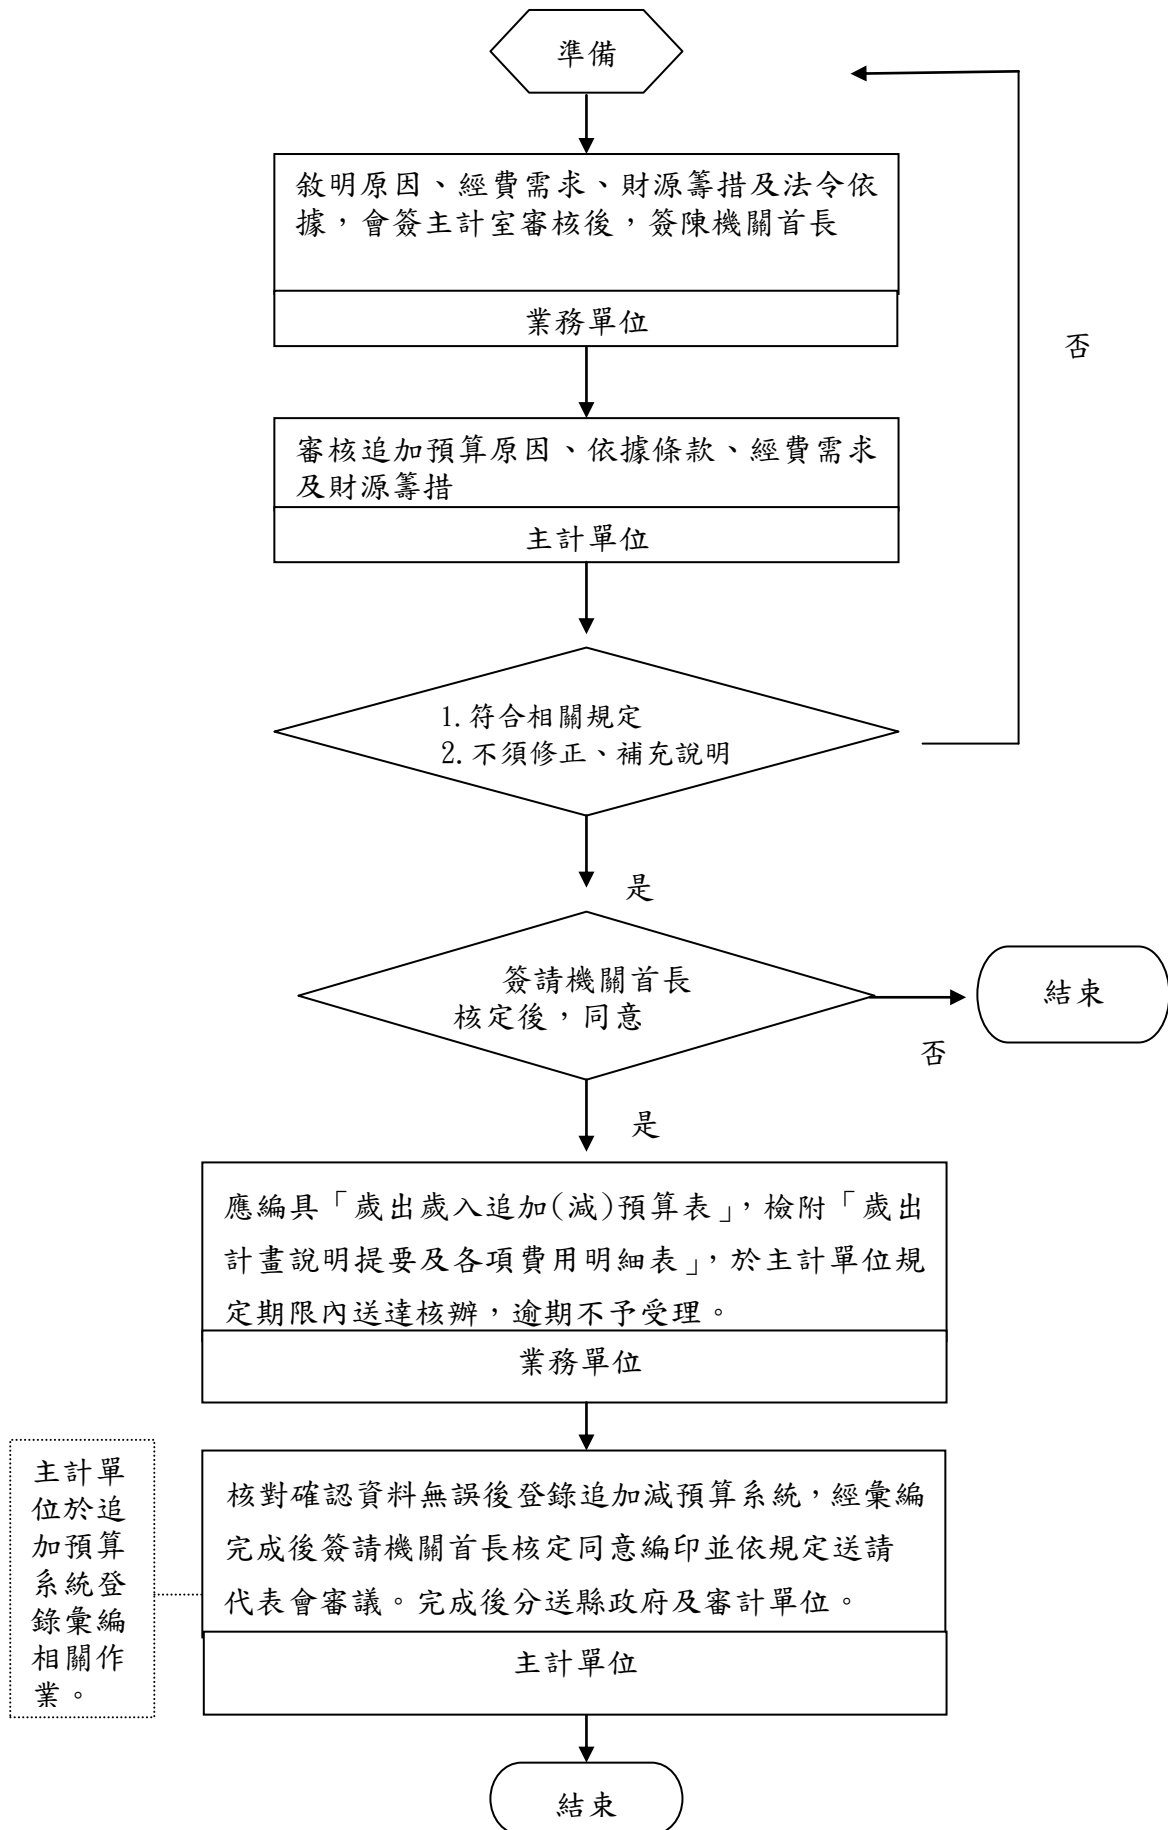 準備
敘明原因、經費需求、財源籌措及法令依
據，會簽主計室審核後，簽陳機關首長
業務單位
否
審核追加預算原因、依據條款、經費需求
及財源籌措
主計單位
1.符合相關規定
2.不須修正、補充說明
是
簽請機關首長
核定後，同意
結束
否
是
應編具「歲出歲入追加(減)預算表」，檢附「歲出
計畫說明提要及各項費用明細表」，於主計單位規
定期限內送達核辦，逾期不予受理。
業務單位
主計單
位於追
加預算
系統登
錄彙編
相關作
業。
核對確認資料無誤後登錄追加減預算系統，經彙編
完成後簽請機關首長核定同意編印並依規定送請
代表會審議。完成後分送縣政府及審計單位。
主計單位
結束